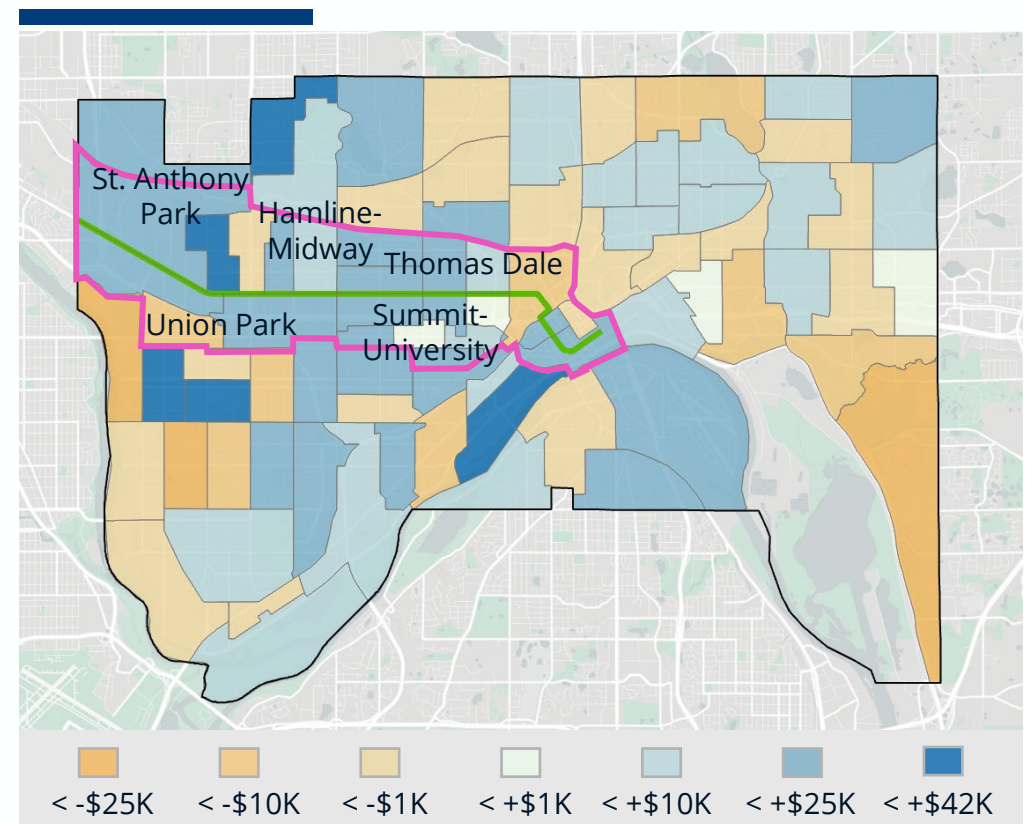 St. Anthony
Park
Hamline-
Midway
Thomas Dale
Union Park
Summit-
University
< -$25K
< -$10K
< -$1K
< +$1K
< +$10K
< +$25K
< +$42K